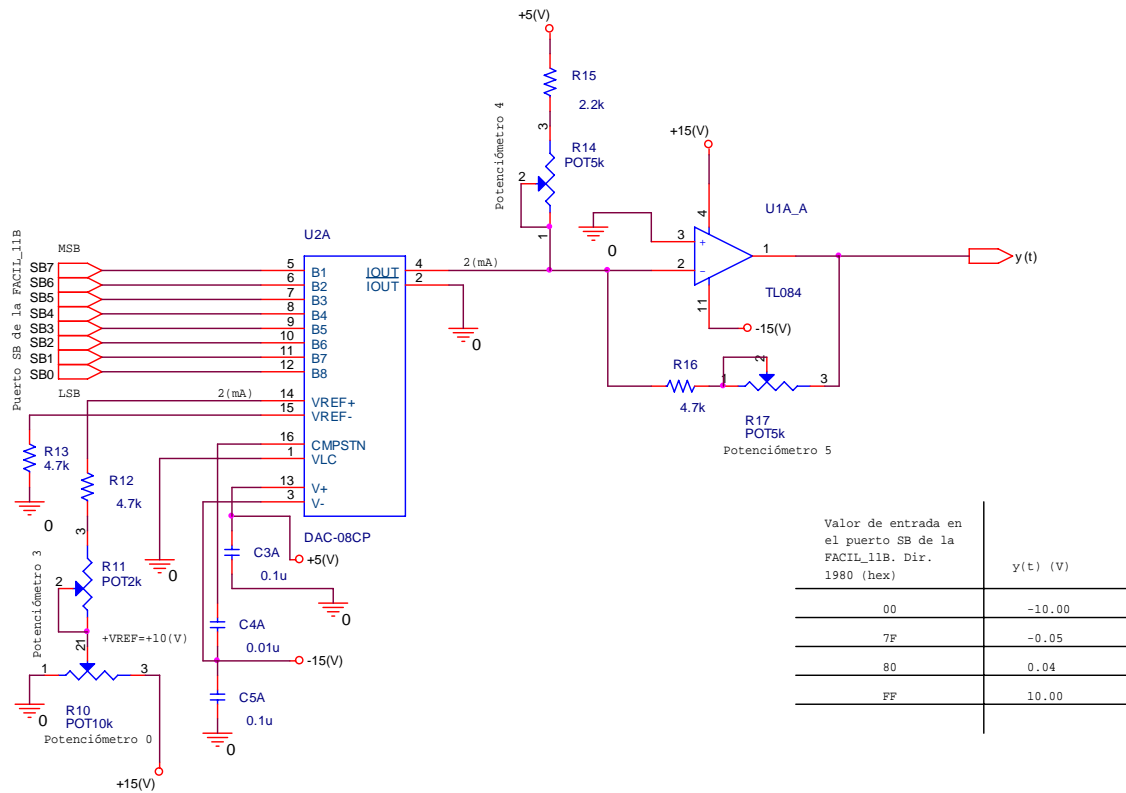 +5(V)
R15
2.2k
Potenciómetro 4
3
R14
POT5k
2
1
+15(V)
U1A_A
4
3
+
1
2
−
TL084
11
-15(V)
y(t)
0
Puerto SB de la FACIL_11B
MSB
SB7
SB6
SB5
SB4
SB3
SB2
SB1
SB0
LSB
U2A
5 B1
6 B2
7 B3
8 B4
9 B5
10 B6
11 B7
12 B8
14 VREF+
15 VREF-
16 CMPSTN
1 VLC
13 V+
3 V-
IOUT 4
IOUT 2
2(mA)
0
2(mA)
DAC-08CP
R16
4.7k
1
2
3
R17
POT5k
Potenciómetro 5
R13
4.7k
0
R12
4.7k
3
Potenciómetro 3
R11
POT2k
2
21
+VREF=+10(V)
1
3
0
R10
POT10k
Potenciómetro 0
+15(V)
0
C3A
0.1u
+5(V)
0
C4A
0.01u
-15(V)
C5A
0.1u
0
Valor de entrada en
el puerto SB de la
FACIL_11B. Dir.
1980 (hex)
y(t) (V)
00 -10.00
7F -0.05
80 0.04
FF 10.00